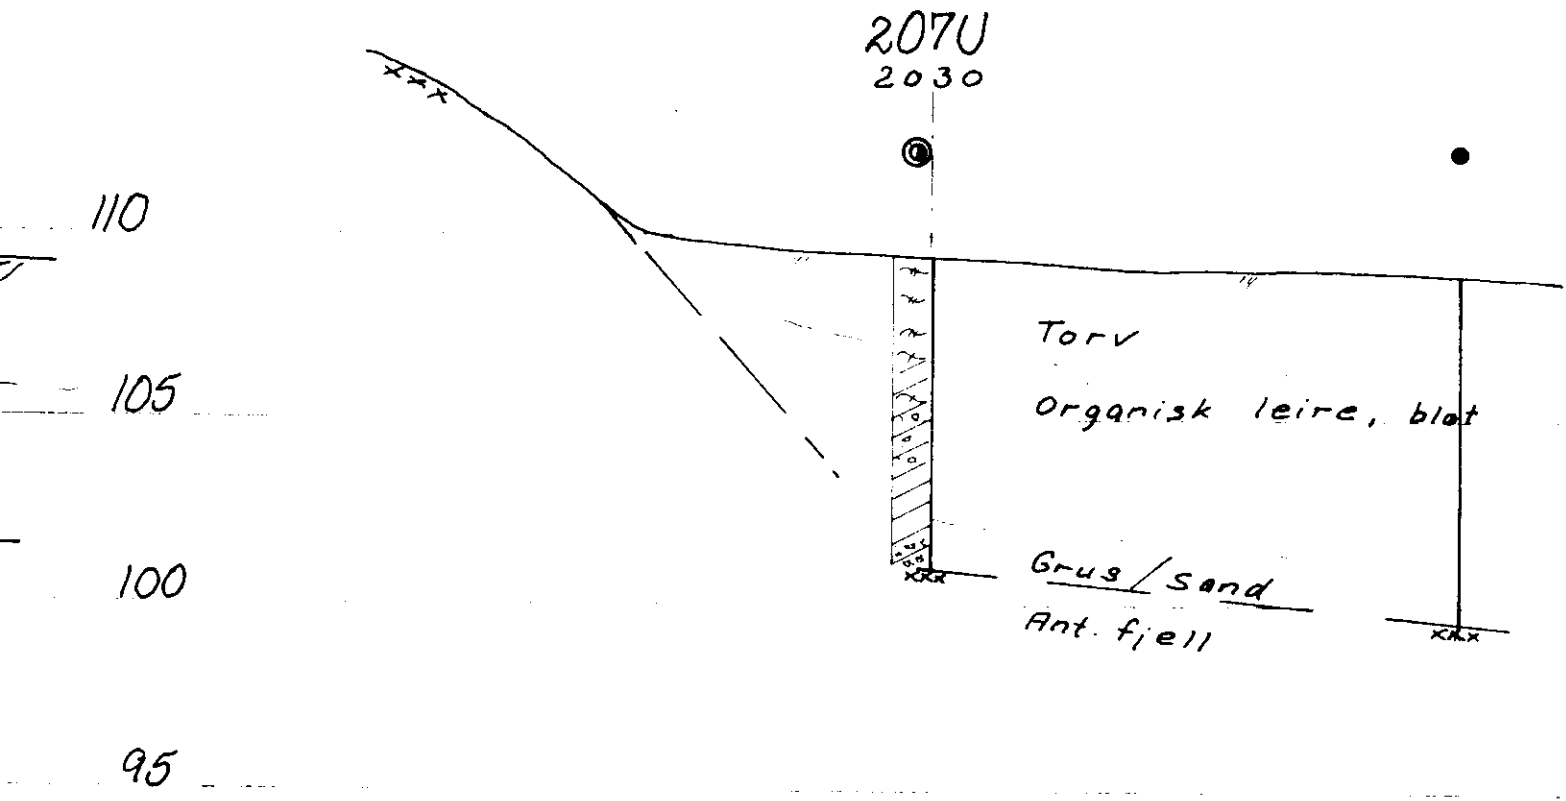 207U
2030
110
Torv
105
Organisk leire, bløt
Grus/Sand
100
Ant. fjell
95